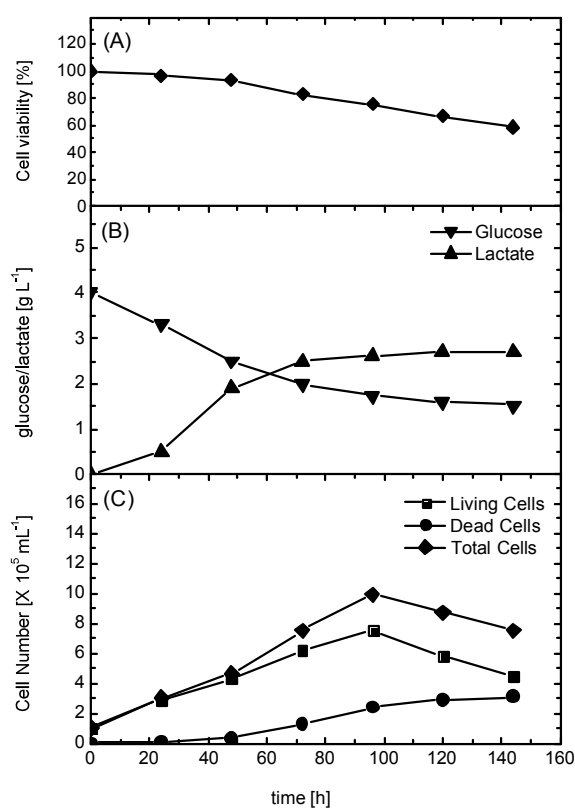 (A)
120
100
80
60
40
20
0
Cell viability [%]
(B)
Glucose
Lactate
5
4
3
2
1
0
glucose/lactate [g L⁻¹]
(C)
Living Cells
Dead Cells
Total Cells
16
14
12
10
8
6
4
2
0
Cell Number [X 10⁵ mL⁻¹]
0 20 40 60 80 100 120 140 160
time [h]